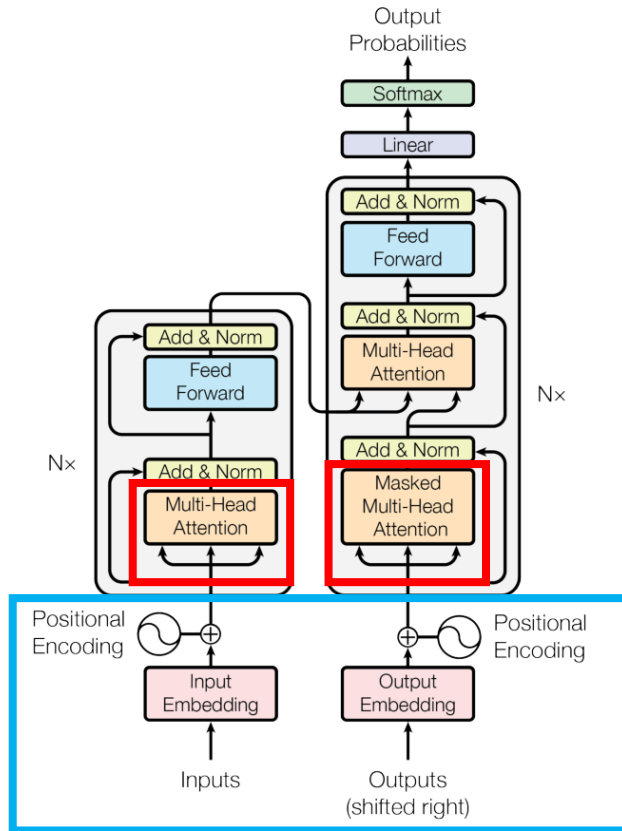 Output
Probabilities
Softmax
Linear
Add & Norm
Feed
Forward
Add & Norm
Multi-Head
Attention
Add & Norm
Masked
Multi-Head
Attention
N×
Add & Norm
Feed
Forward
N×
Add & Norm
Multi-Head
Attention
Positional
Encoding
Input
Embedding
Inputs
Positional
Encoding
Output
Embedding
Outputs
(shifted right)